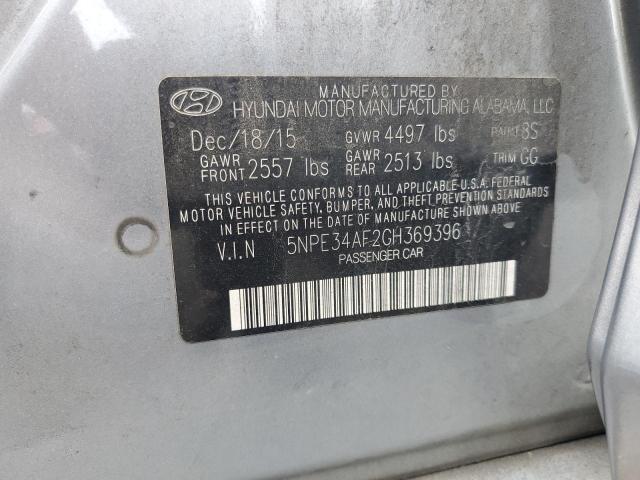 MANUFACTURED BY
HYUNDAI MOTOR MANUFACTURING ALABAMA, LLC
Dec/18/15 GVWR 4497 lbs PAINT 8S
GAWR FRONT 2557 lbs GAWR REAR 2513 lbs TRIM GG
THIS VEHICLE CONFORMS TO ALL APPLICABLE U.S.A. FEDERAL
MOTOR VEHICLE SAFETY, BUMPER, AND THEFT PREVENTION STANDARDS
IN EFFECT ON THE DATE OF MANUFACTURE SHOWN ABOVE.
V.I.N 5NPE34AF2GH369396
PASSENGER CAR